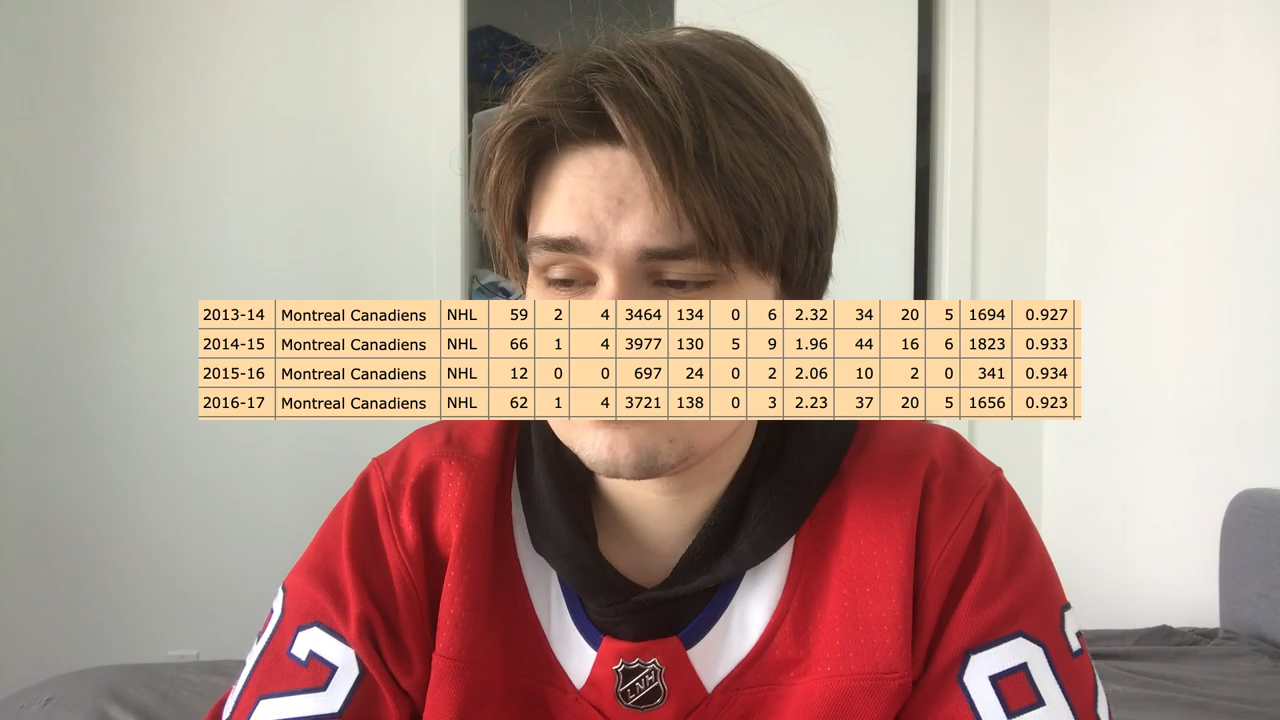 2013-14 Montreal Canadiens NHL 59 2 4 3464 134 0 6 2.32 34 20 5 1694 0.927
2014-15 Montreal Canadiens NHL 66 1 4 3977 130 5 9 1.96 44 16 6 1823 0.933
2015-16 Montreal Canadiens NHL 12 0 0 697 24 0 2 2.06 10 2 0 341 0.934
2016-17 Montreal Canadiens NHL 62 1 4 3721 138 0 3 2.23 37 20 5 1656 0.923
92
92
LNH